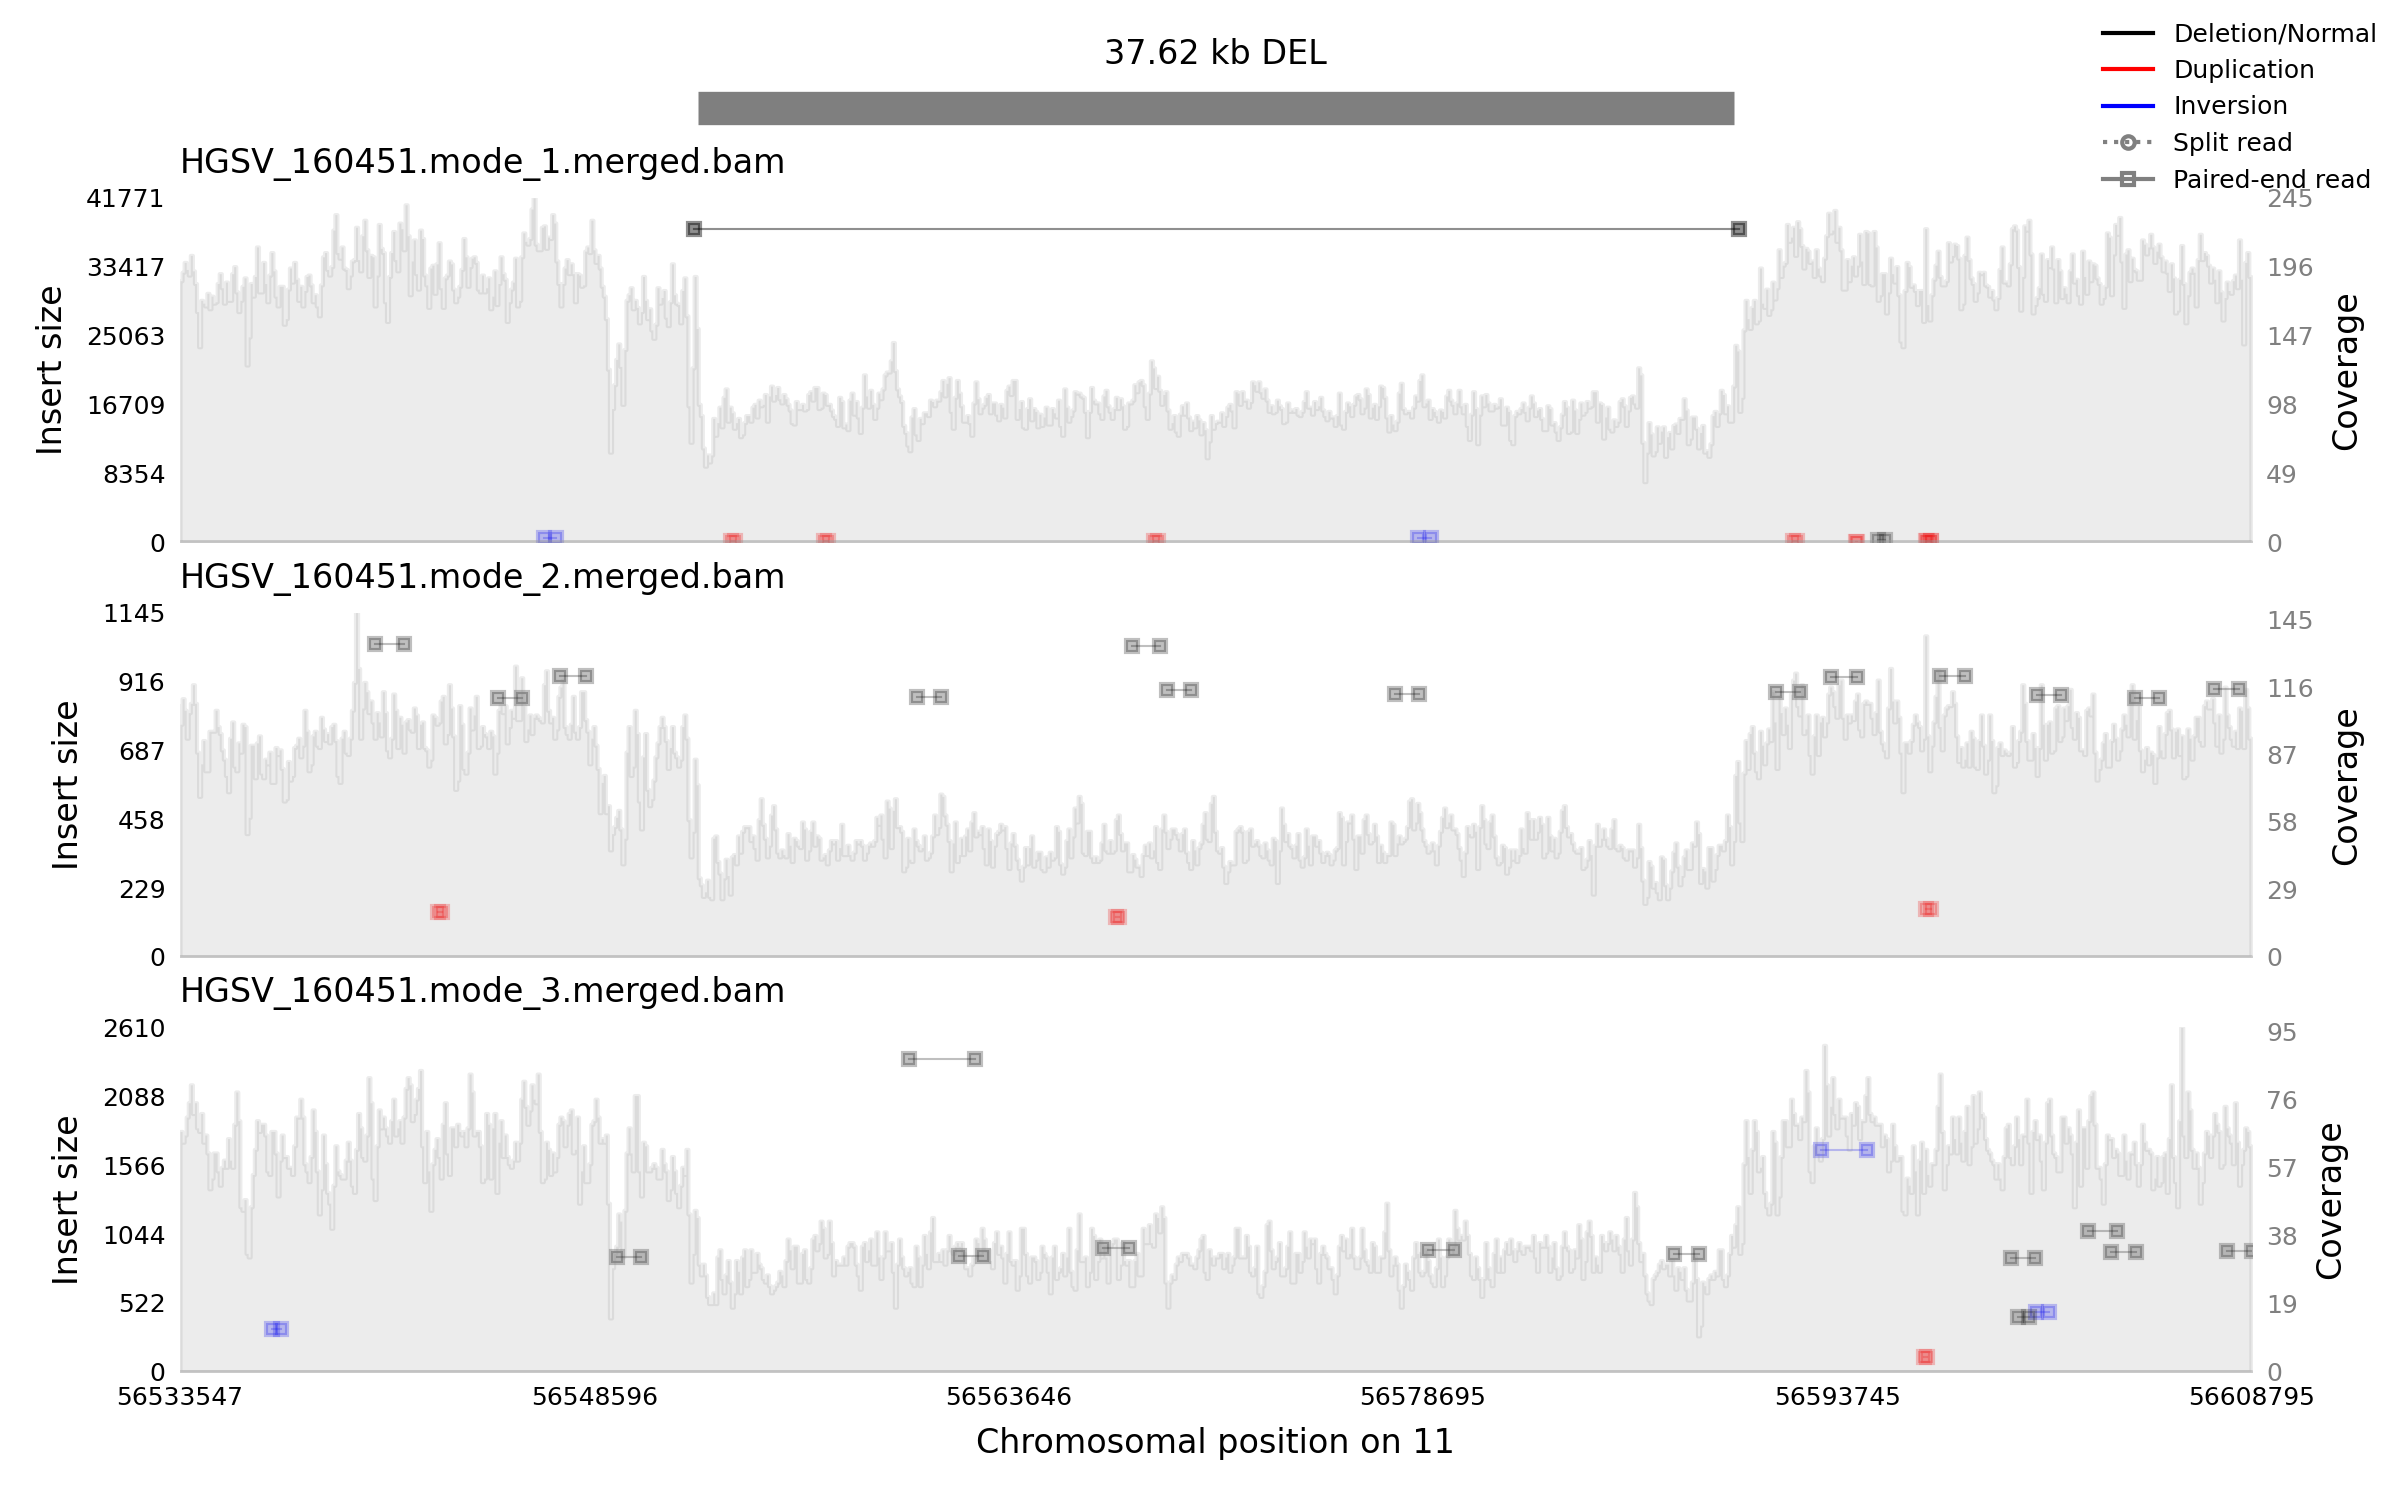 37.62 kb DEL
Deletion/Normal
Duplication
Inversion
Split read
Paired-end read
HGSV_160451.mode_1.merged.bam
Insert size
41771
33417
25063
16709
8354
0
Coverage
245
196
147
98
49
0
HGSV_160451.mode_2.merged.bam
Insert size
1145
916
687
458
229
0
Coverage
145
116
87
58
29
0
HGSV_160451.mode_3.merged.bam
Insert size
2610
2088
1566
1044
522
0
Coverage
95
76
57
38
19
0
56533547 56548596 56563646 56578695 56593745 56608795
Chromosomal position on 11